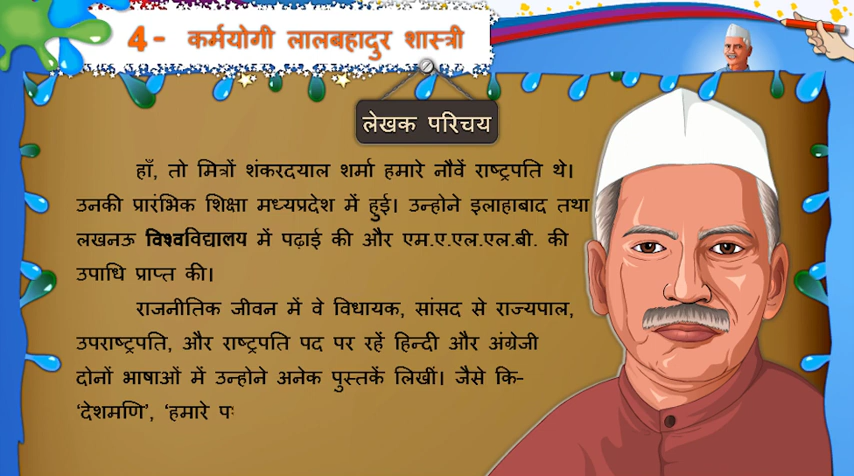 4- कर्मयोगी लालबहादुर शास्त्री
लेखक परिचय
हाँ, तो मित्रों शंकरदयाल शर्मा हमारे नौवें राष्ट्रपति थे।
उनकी प्रारंभिक शिक्षा मध्यप्रदेश में हुई। उन्होने इलाहाबाद तथा
लखनऊ विश्वविद्यालय में पढ़ाई की और एम.ए.एल.एल.बी. की
उपाधि प्राप्त की।
राजनीतिक जीवन में वे विधायक, सांसद से राज्यपाल,
उपराष्ट्रपति, और राष्ट्रपति पद पर रहें हिन्दी और अंग्रेजी
दोनों भाषाओं में उन्होने अनेक पुस्तकें लिखीं। जैसे कि-
'देशमणि', 'हमारे